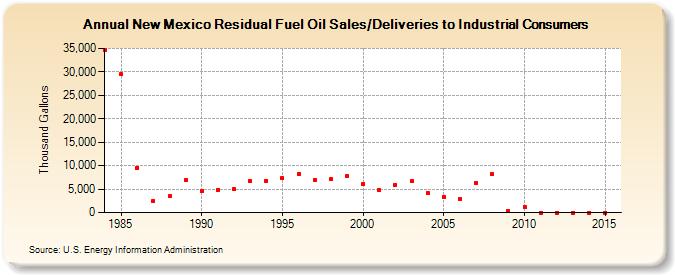 Annual New Mexico Residual Fuel Oil Sales/Deliveries to Industrial Consumers
Thousand Gallons
35,000
30,000
25,000
20,000
15,000
10,000
5,000
0
1985 1990 1995 2000 2005 2010 2015
Source: U.S. Energy Information Administration